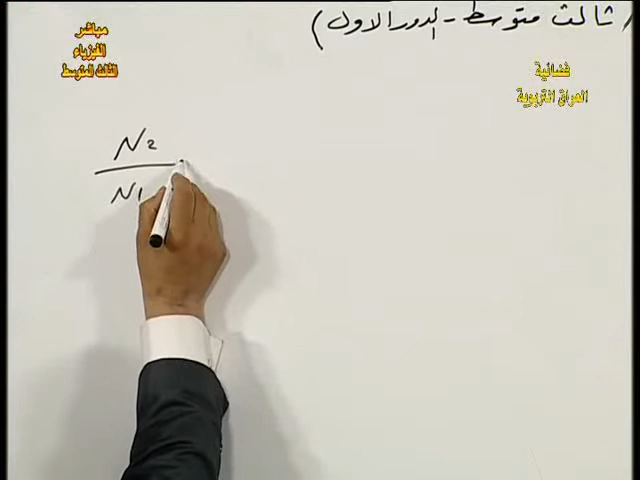 (ثالث متوسط - الدور الاول)
مباشر
الفيزياء
الثالث المتوسط
فضائية
العراق التربوية
N2
N1